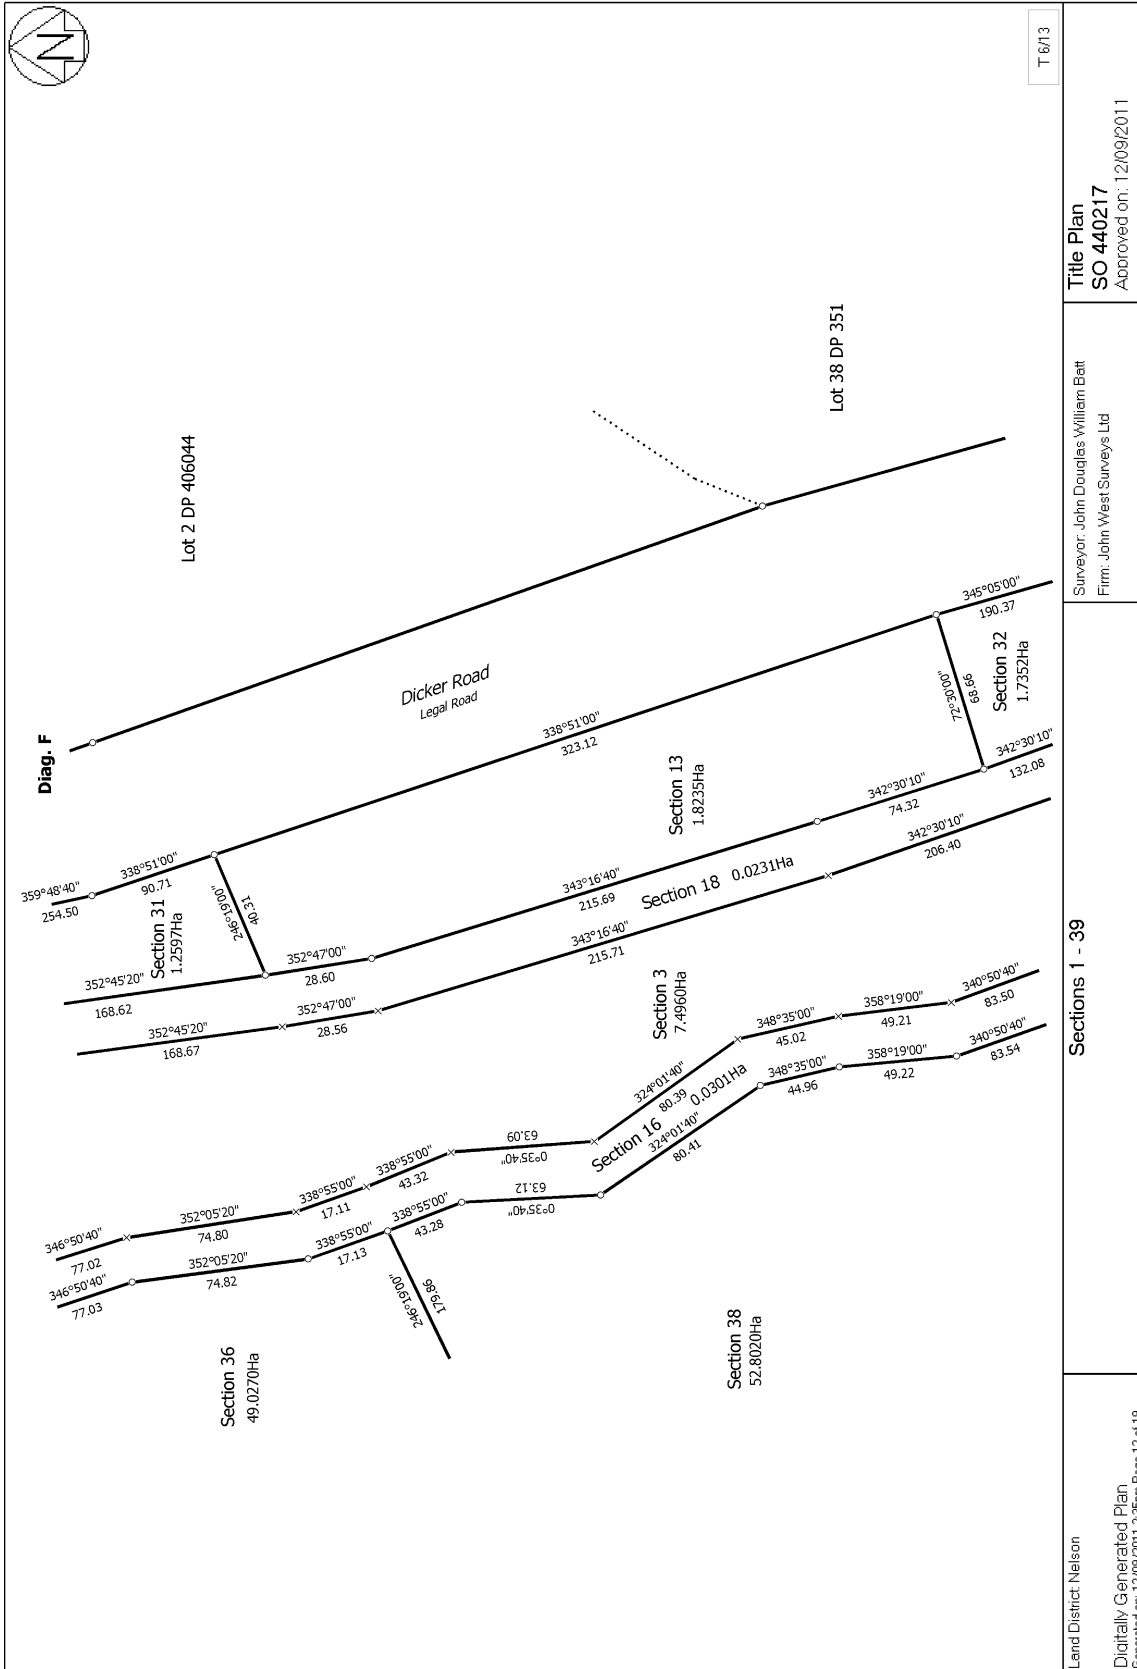 N
T 6/13
Diag. F
Lot 2 DP 406044
Lot 38 DP 351
Dicker Road
Legal Road
359°48'40"
254.50
338°51'00"
90.71
Section 31
1.2597Ha
246°19'00"
40.31
338°51'00"
323.12
Section 13
1.8235Ha
72°30'00"
68.66
345°05'00"
190.37
Section 32
1.7352Ha
352°45'20"
168.62
352°47'00"
28.60
343°16'40"
215.69
342°30'10"
74.32
342°30'10"
132.08
Section 18 0.0231Ha
352°45'20"
168.67
352°47'00"
28.56
343°16'40"
215.71
342°30'10"
206.40
Section 3
7.4960Ha
346°50'40"
77.02
352°05'20"
74.80
338°55'00"
17.11
338°55'00"
43.32
0°35'40"
63.09
324°01'40"
80.39
348°35'00"
45.02
358°19'00"
49.21
340°50'40"
83.50
Section 16 0.0301Ha
346°50'40"
77.03
352°05'20"
74.82
338°55'00"
17.13
338°55'00"
43.28
0°35'40"
63.12
324°01'40"
80.41
348°35'00"
44.96
358°19'00"
49.22
340°50'40"
83.54
246°19'00"
179.86
Section 36
49.0270Ha
Section 38
52.8020Ha
Land District: Nelson
Digitally Generated Plan
Generated on: 12/09/2011 2:35pm Page 12 of 19
Sections 1 - 39
Surveyor: John Douglas William Batt
Firm: John West Surveys Ltd
Title Plan
SO 440217
Approved on: 12/09/2011